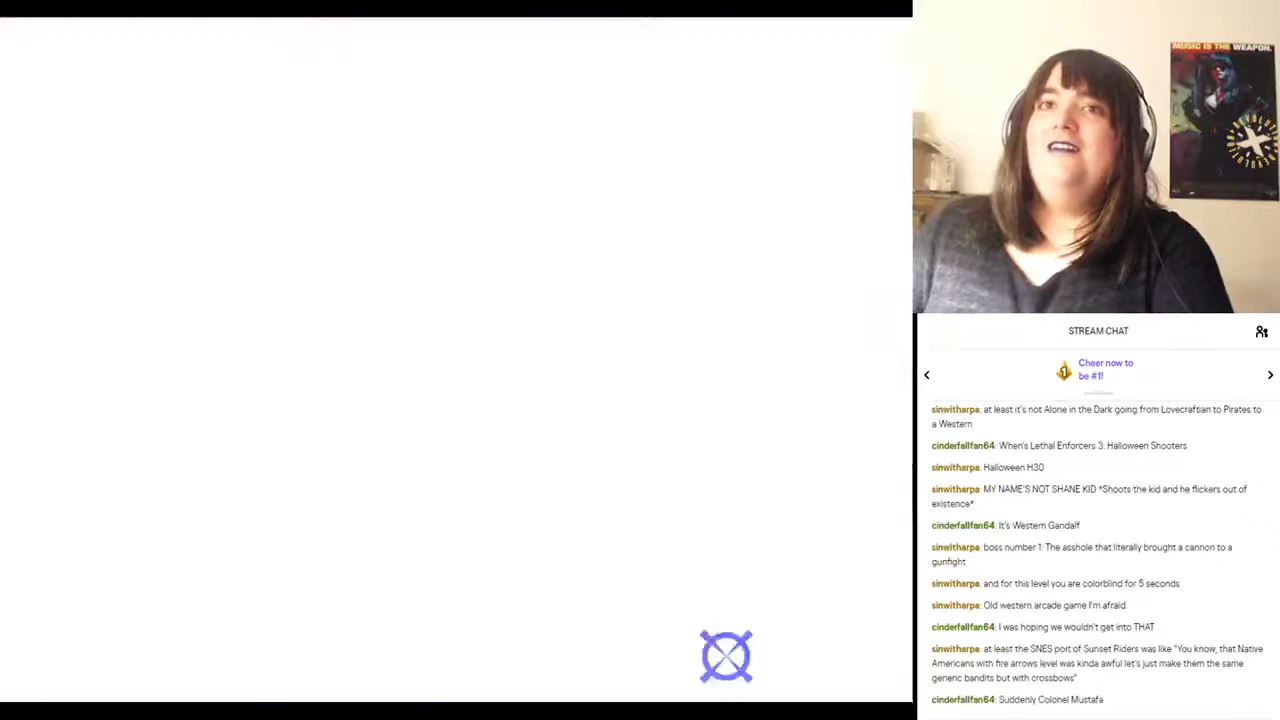 MUSIC IS THE WEAPON.
REVOLUTION
STREAM CHAT
Cheer now to
be #1!
1
sinwitharpa: at least it's not Alone in the Dark going from Lovecraftian to Pirates to
a Western
cinderfallfan64: When's Lethal Enforcers 3: Halloween Shooters
sinwitharpa: Halloween H30
sinwitharpa: MY NAME'S NOT SHANE KID *Shoots the kid and he flickers out of
existence*
cinderfallfan64: It's Western Gandalf
sinwitharpa: boss number 1: The asshole that literally brought a cannon to a
gunfight
sinwitharpa: and for this level you are colorblind for 5 seconds
sinwitharpa: Old western arcade game I'm afraid.
cinderfallfan64: I was hoping we wouldn't get into THAT
sinwitharpa: at least the SNES port of Sunset Riders was like "You know, that Native
Americans with fire arrows level was kinda awful let's just make them the same
generic bandits but with crossbows"
cinderfallfan64: Suddenly Colonel Mustafa